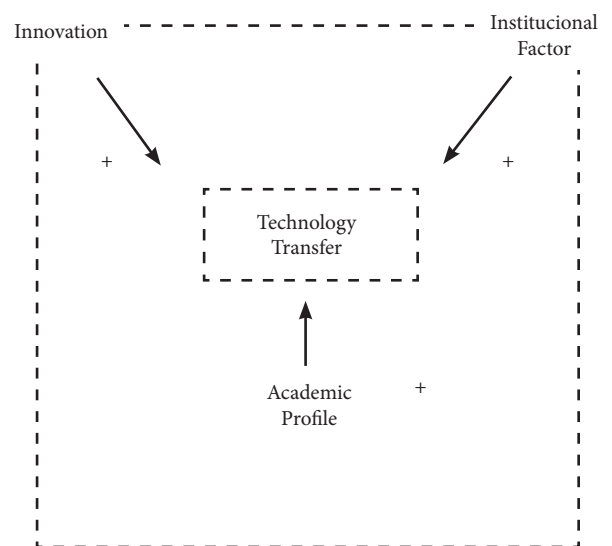 Innovation
Institucional
Factor
+
+
Technology
Transfer
Academic
Profile
+